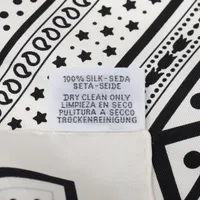 100% SILK-SEDA
SETA-SEIDE
DRY CLEAN ONLY
LIMPIEZA EN SECO
PULITURA A SECCO
TROCKENREINIGUNG